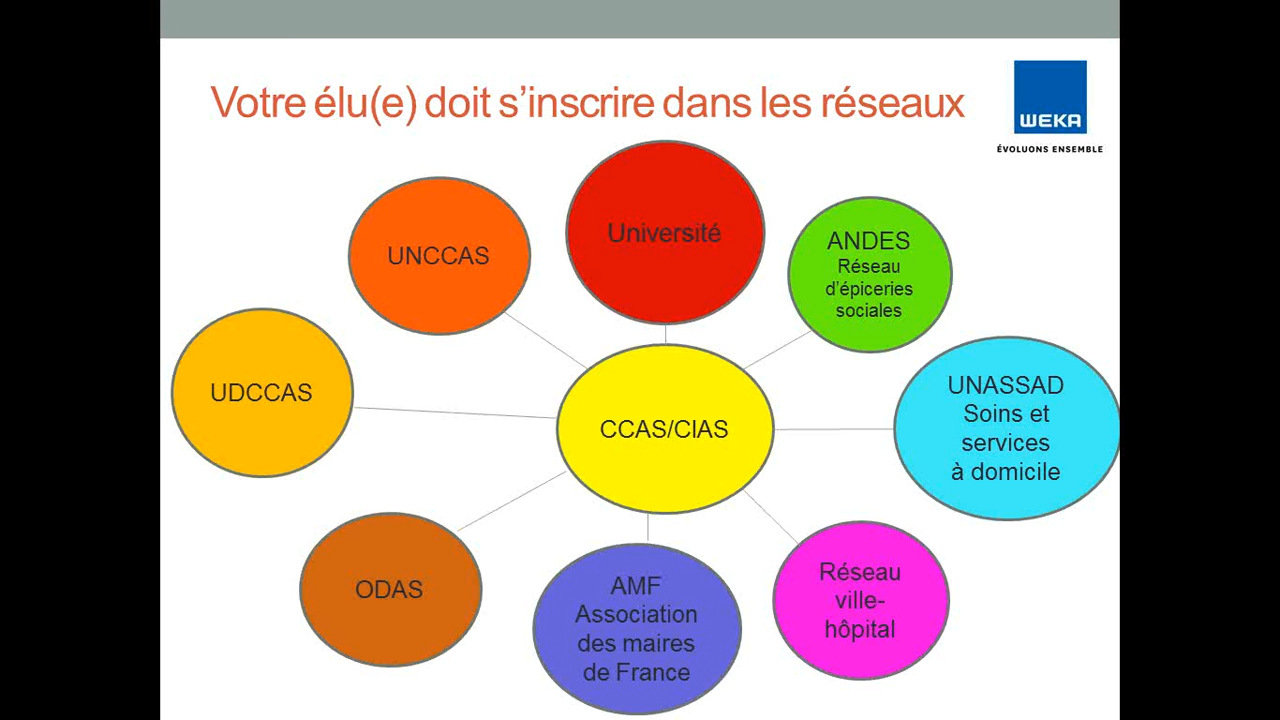 Votre élu(e) doit s’inscrire dans les réseaux
WEKA
ÉVOLUONS ENSEMBLE
Université
UNCCAS
ANDES
Réseau
d’épiceries
sociales
UDCCAS
CCAS/CIAS
UNASSAD
Soins et
services
à domicile
ODAS
AMF
Association
des maires
de France
Réseau
ville-
hôpital